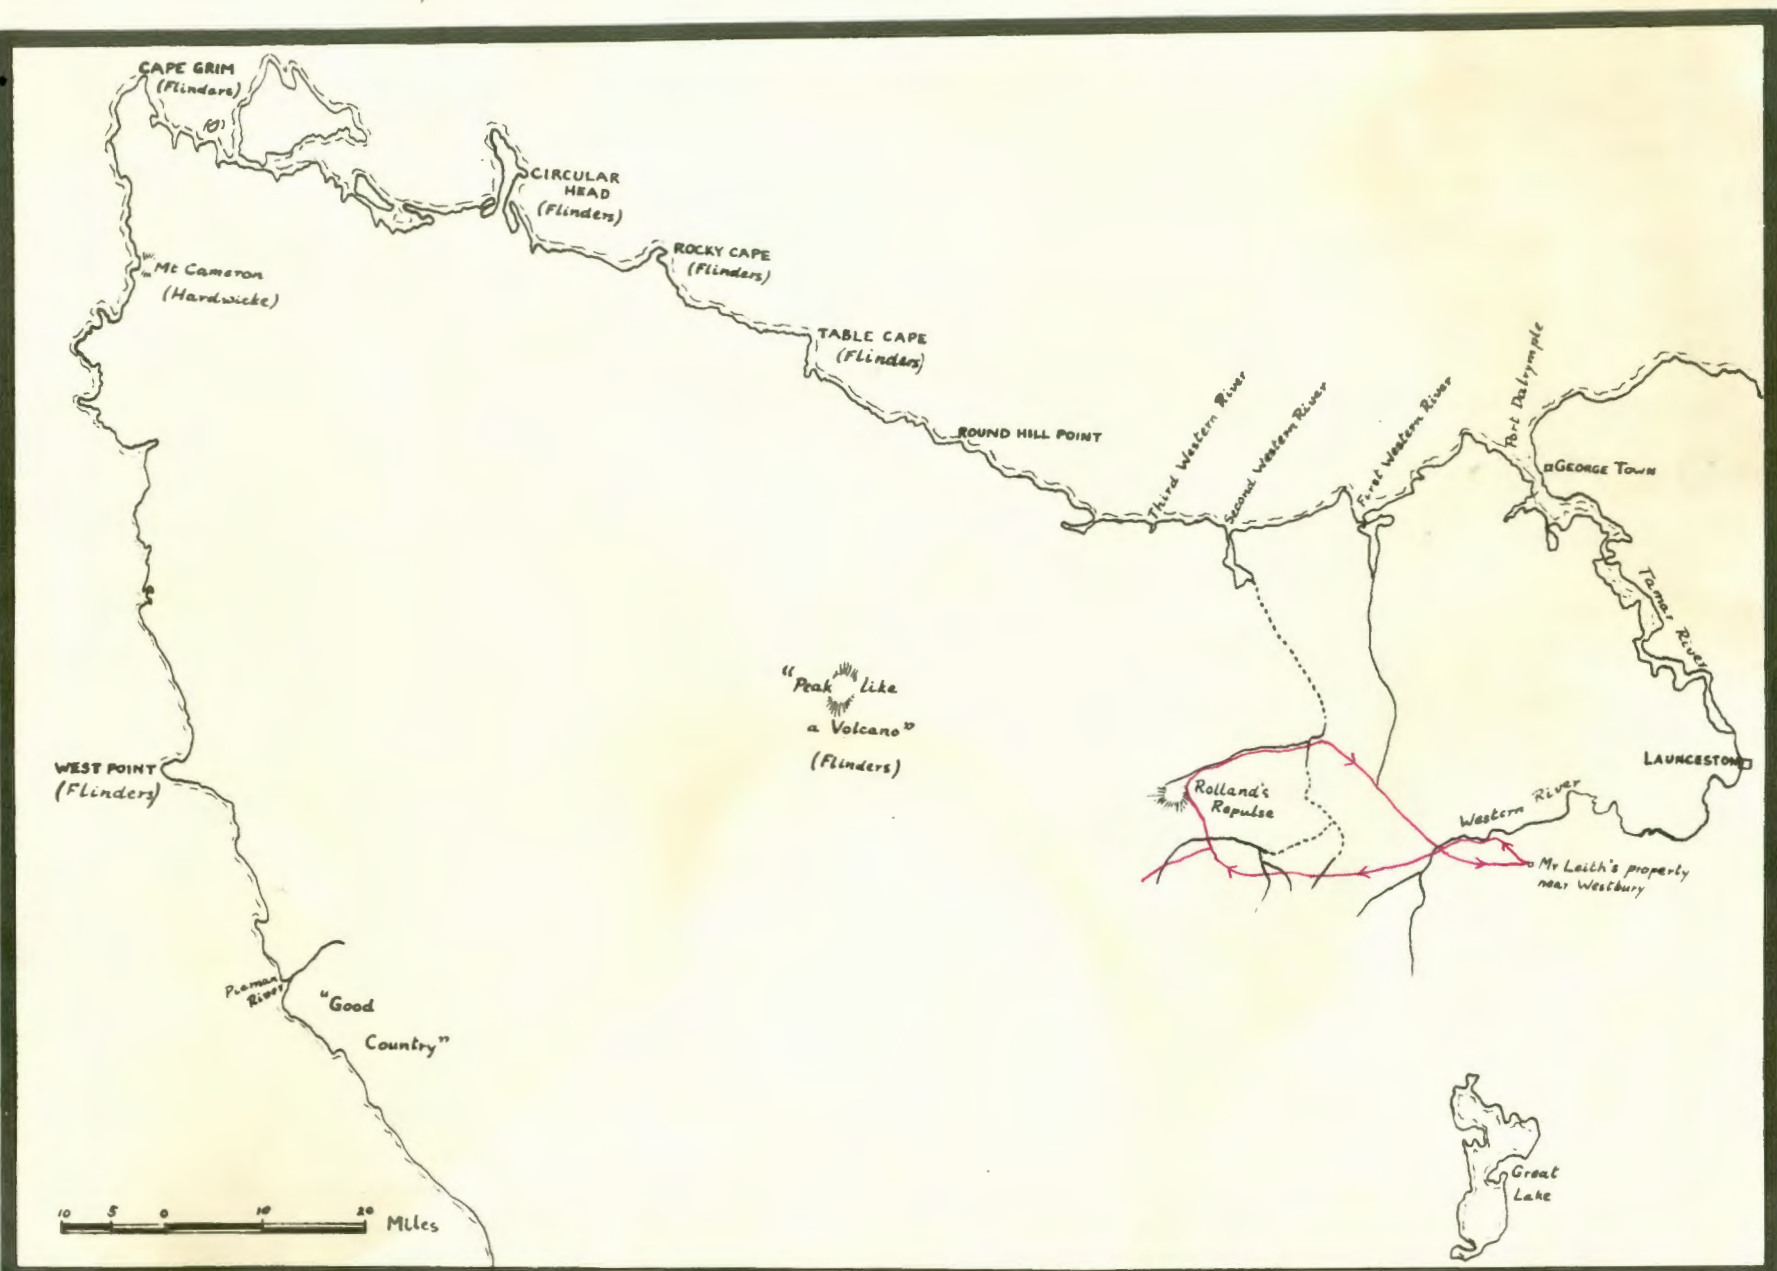 CAPE GRIM
(Flinders)
CIRCULAR
HEAD
(Flinders)
Mt Cameron
(Hardwicke)
ROCKY CAPE
(Flinders)
TABLE CAPE
(Flinders)
ROUND HILL POINT
Third Western River
Second Western River
First Western River
Port Dalrymple
GEORGE TOWN
Tamar River
"Peak like
a Volcano"
(Flinders)
WEST POINT
(Flinders)
LAUNCESTON
Rolland's
Repulse
Western River
Mr Leith's property
near Westbury
Pieman
River
"Good
Country"
Great
Lake
10 5 0 10 20 Miles